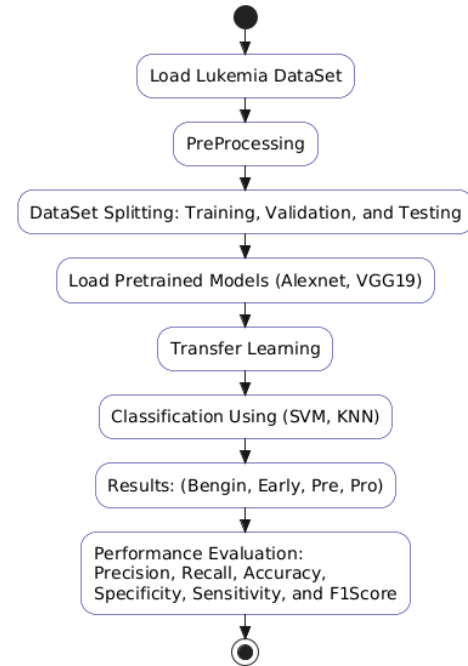 Load Lukemia DataSet
PreProcessing
DataSet Splitting: Training, Validation, and Testing
Load Pretrained Models (Alexnet, VGG19)
Transfer Learning
Classification Using (SVM, KNN)
Results: (Bengin, Early, Pre, Pro)
Performance Evaluation:
Precision, Recall, Accuracy,
Specificity, Sensitivity, and F1Score